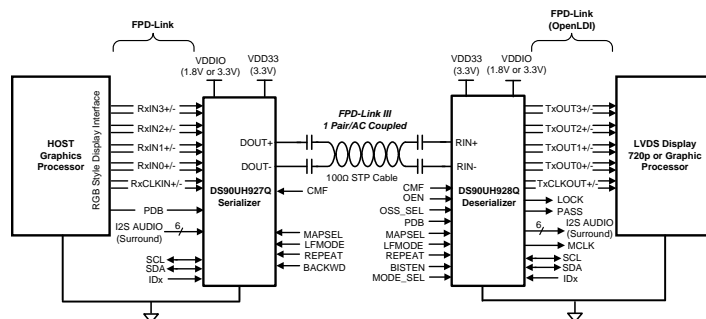 FPD-Link
FPD-Link
(OpenLDI)
VDDIO
(1.8V or 3.3V)
VDD33
(3.3V)
VDD33
(3.3V)
VDDIO
(1.8V or 3.3V)
HOST
Graphics
Processor
RGB Style Display Interface
RxIN3+/-
RxIN2+/-
RxIN1+/-
RxIN0+/-
RxCLKIN+/-
PDB
I2S AUDIO
(Surround)
6
SCL
SDA
IDx
DOUT+
DOUT-
DS90UH927Q
Serializer
CMF
MAPSEL
LFMODE
REPEAT
BACKWD
FPD-Link III
1 Pair/AC Coupled
100Ω STP Cable
RIN+
RIN-
DS90UH928Q
Deserializer
CMF
OEN
OSS_SEL
PDB
MAPSEL
LFMODE
REPEAT
BISTEN
MODE_SEL
TxOUT3+/-
TxOUT2+/-
TxOUT1+/-
TxOUT0+/-
TxCLKOUT+/-
LOCK
PASS
6
I2S AUDIO
(Surround)
MCLK
SCL
SDA
IDx
LVDS Display
720p or Graphic
Processor